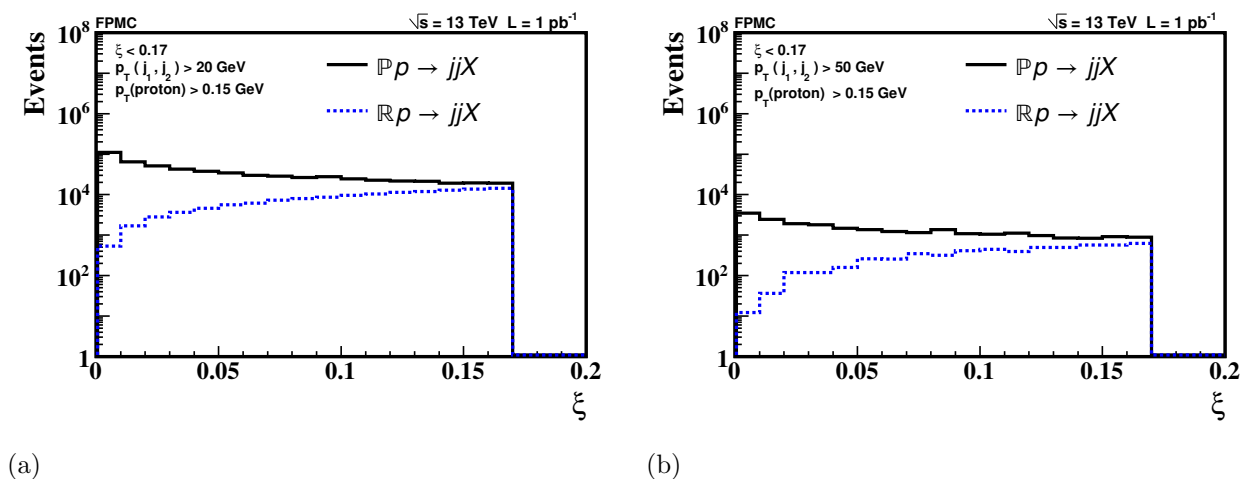 FPMC
√s = 13 TeV L = 1 pb⁻¹
Events
10⁸
10⁶
10⁴
10²
1
ξ < 0.17
p_T ( j_1 , j_2 ) > 20 GeV
p_T(proton) > 0.15 GeV
ℙp → jjX
ℝp → jjX
0 0.05 0.1 0.15 0.2
ξ
(a)
FPMC
√s = 13 TeV L = 1 pb⁻¹
Events
10⁸
10⁶
10⁴
10²
1
ξ < 0.17
p_T ( j_1 , j_2 ) > 50 GeV
p_T(proton) > 0.15 GeV
ℙp → jjX
ℝp → jjX
0 0.05 0.1 0.15 0.2
ξ
(b)